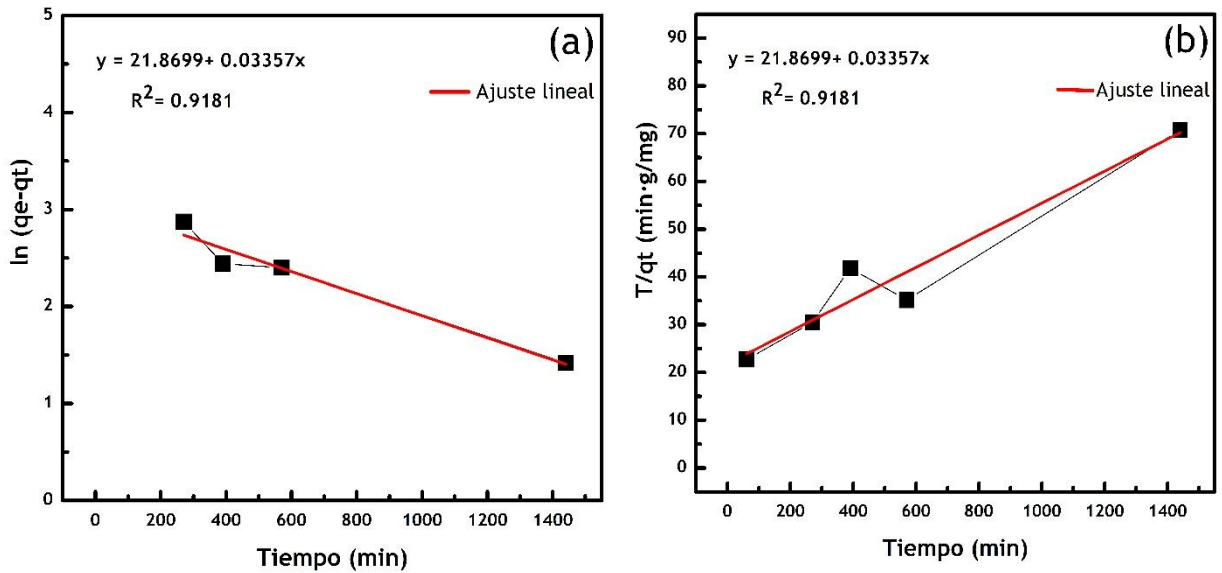 (a)
y = 21.8699+ 0.03357x
R²= 0.9181
Ajuste lineal
ln (qe-qt)
5
4
3
2
1
0
0 200 400 600 800 1000 1200 1400
Tiempo (min)
(b)
y = 21.8699+ 0.03357x
R²= 0.9181
Ajuste lineal
T/qt (min·g/mg)
90
80
70
60
50
40
30
20
10
0
0 200 400 600 800 1000 1200 1400
Tiempo (min)